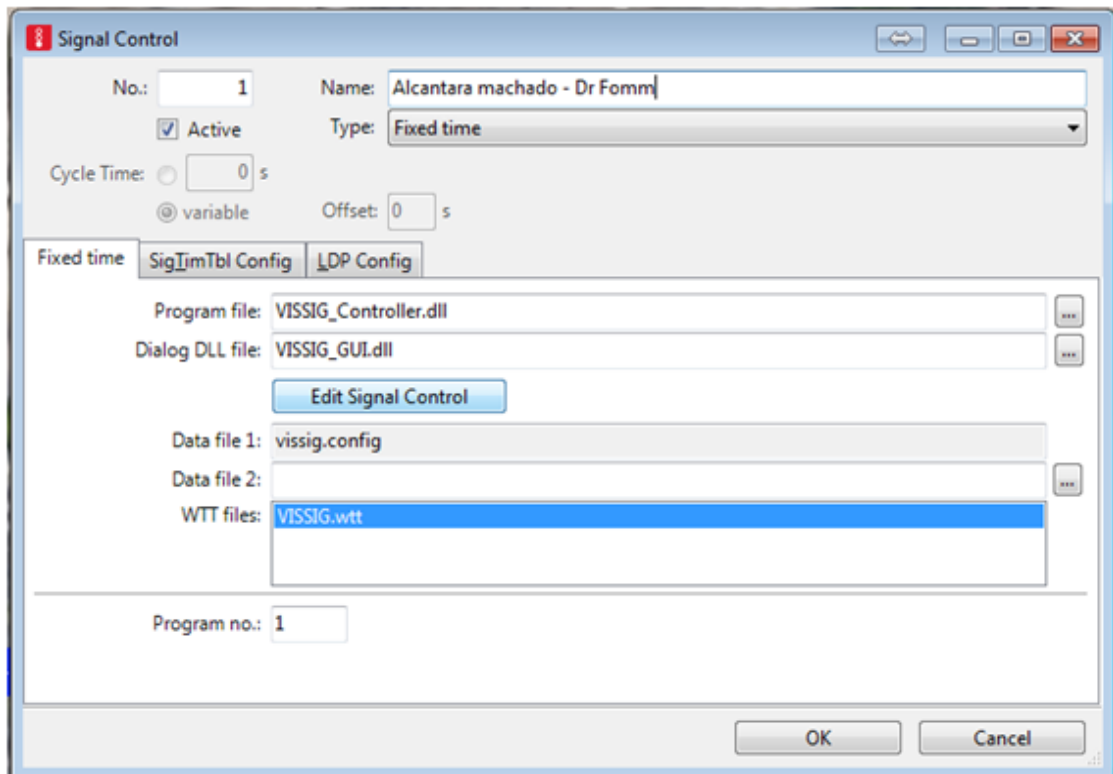 Signal Control
No.: 1 Name: Alcantara machado - Dr Fomm
Active Type: Fixed time
Cycle Time: 0 s
variable Offset: 0 s
Fixed time SigTimTbl Config LDP Config
Program file: VISSIG_Controller.dll ...
Dialog DLL file: VISSIG_GUI.dll ...
Edit Signal Control
Data file 1: vissig.config
Data file 2: ...
WTT files: VISSIG.wtt
Program no.: 1
OK Cancel